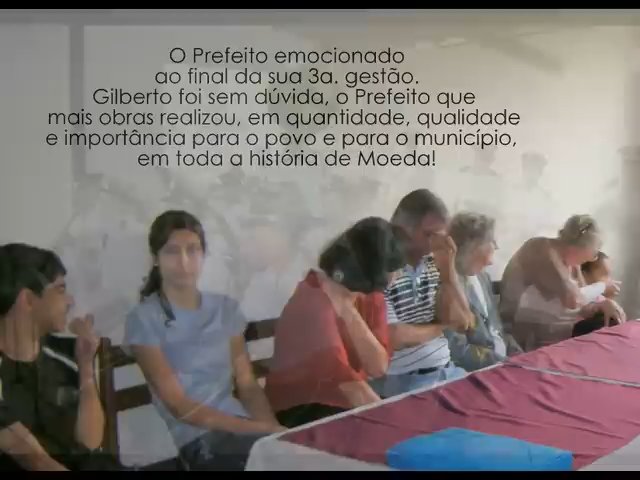 O Prefeito emocionado
ao final da sua 3a. gestão.
Gilberto foi sem dúvida, o Prefeito que
mais obras realizou, em quantidade, qualidade
e importância para o povo e para o município,
em toda a história de Moeda!